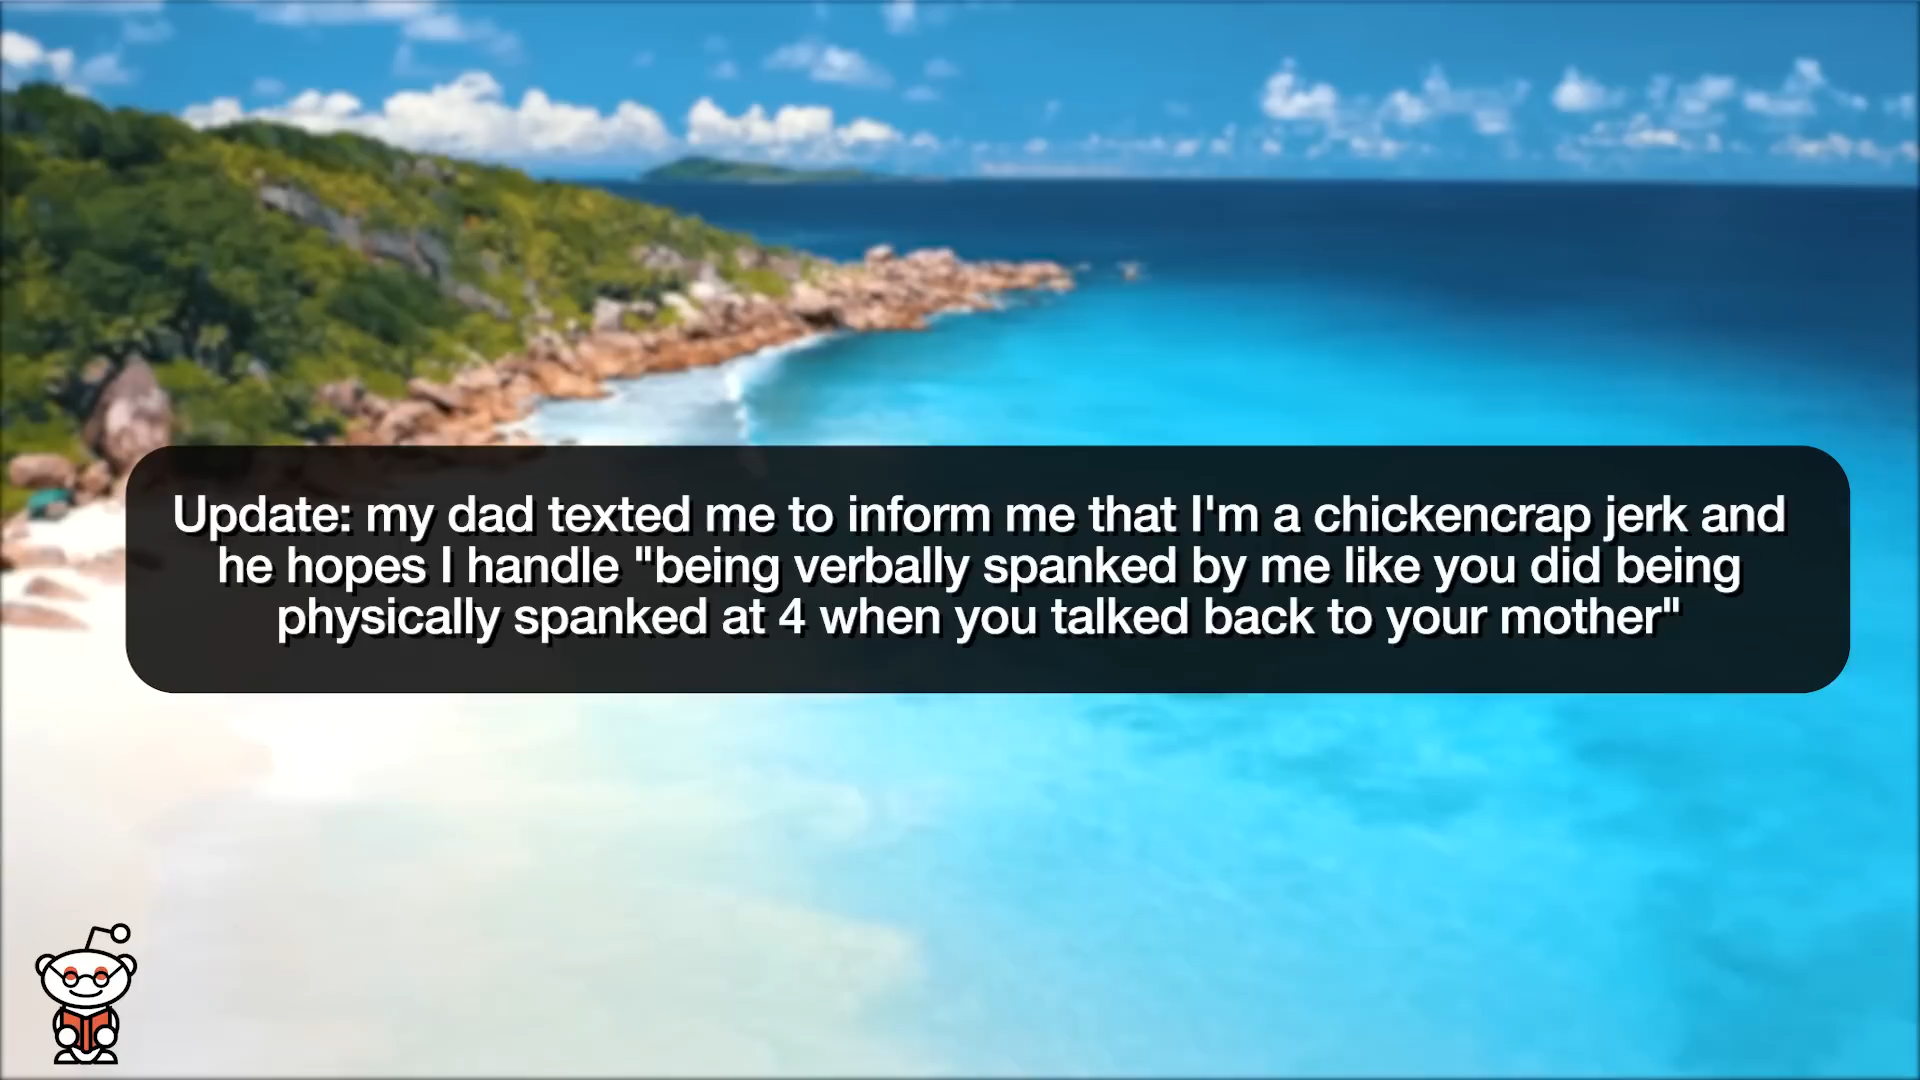 Update: my dad texted me to inform me that I'm a chickencrap jerk and
he hopes I handle "being verbally spanked by me like you did being
physically spanked at 4 when you talked back to your mother"